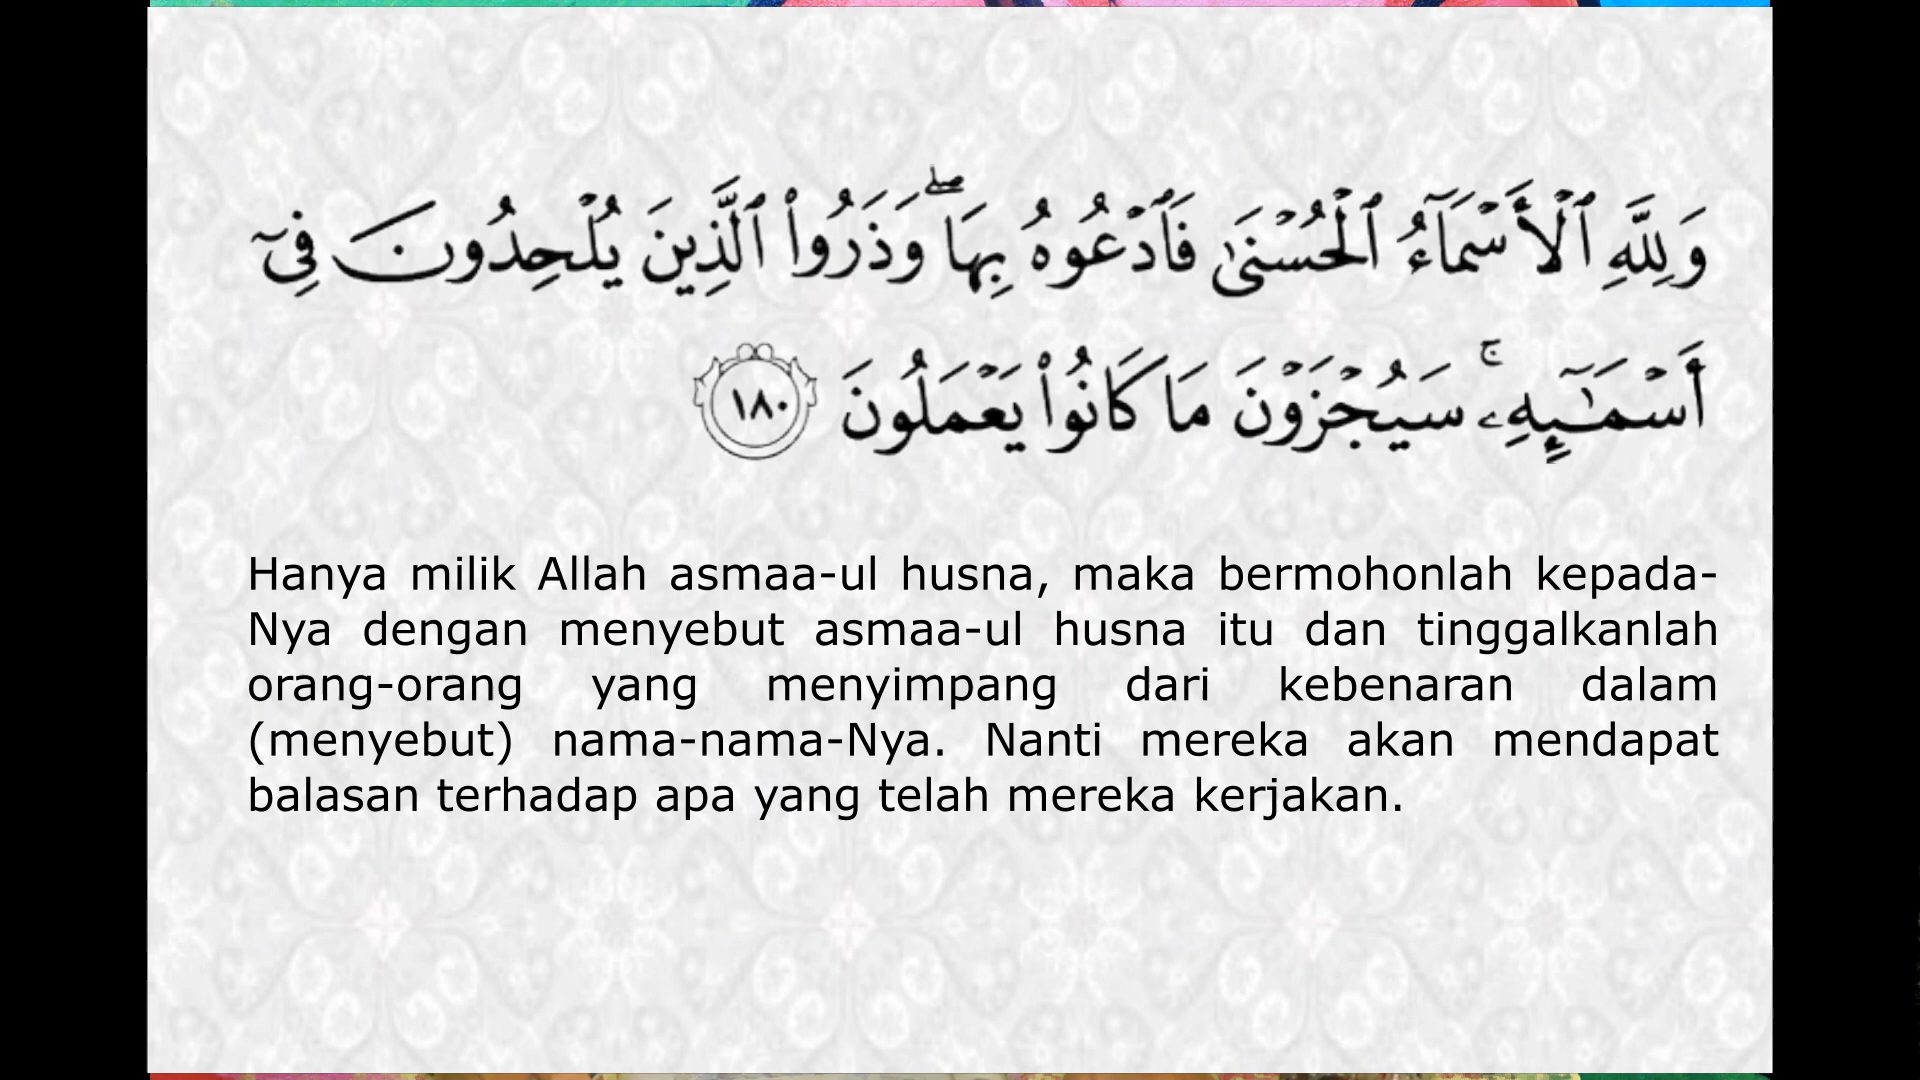 وَلِلَّهِ ٱلْأَسْمَآءُ ٱلْحُسْنَىٰ فَٱدْعُوهُ بِهَا ۖ وَذَرُوا۟ ٱلَّذِينَ يُلْحِدُونَ فِىٓ
أَسْمَـٰٓئِهِۦ ۚ سَيُجْزَوْنَ مَا كَانُوا۟ يَعْمَلُونَ ١٨٠
Hanya milik Allah asmaa-ul husna, maka bermohonlah kepada-
Nya dengan menyebut asmaa-ul husna itu dan tinggalkanlah
orang-orang yang menyimpang dari kebenaran dalam
(menyebut) nama-nama-Nya. Nanti mereka akan mendapat
balasan terhadap apa yang telah mereka kerjakan.